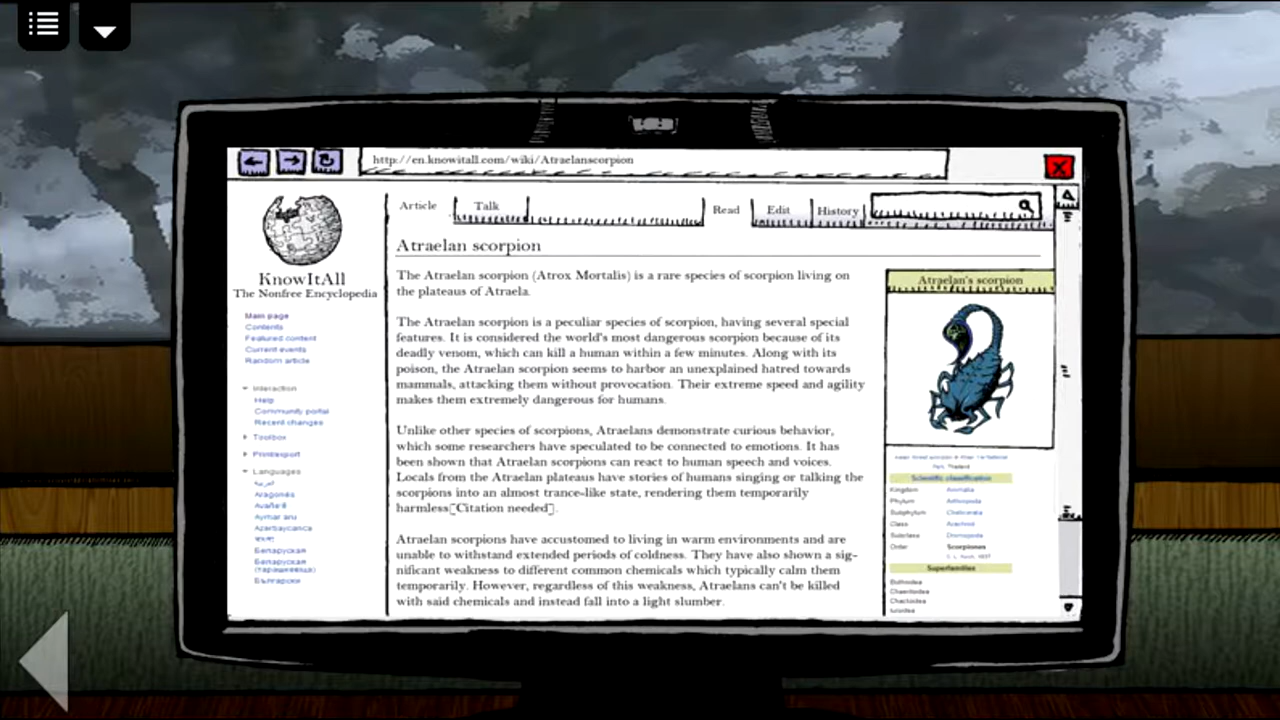 http://en.knowitall.com/wiki/Atraelanscorpion
Article
Talk
Read
Edit
History
KnowItAll
The Nonfree Encyclopedia
Main page
Contents
Featured content
Current events
Random article
Interaction
Help
Community portal
Recent changes
Toolbox
Print/export
Languages
Aragonés
Azərbaycanca
Беларуская
Беларуская
Български
Atraelan scorpion
The Atraelan scorpion (Atrox Mortalis) is a rare species of scorpion living on
the plateaus of Atraela.
The Atraelan scorpion is a peculiar species of scorpion, having several special
features. It is considered the world's most dangerous scorpion because of its
deadly venom, which can kill a human within a few minutes. Along with its
poison, the Atraelan scorpion seems to harbor an unexplained hatred towards
mammals, attacking them without provocation. Their extreme speed and agility
makes them extremely dangerous for humans.
Unlike other species of scorpions, Atraelans demonstrate curious behavior,
which some researchers have speculated to be connected to emotions. It has
been shown that Atraelan scorpions can react to human speech and voices.
Locals from the Atraelan plateaus have stories of humans singing or talking the
scorpions into an almost trance-like state, rendering them temporarily
harmless[Citation needed].
Atraelan scorpions have accustomed to living in warm environments and are
unable to withstand extended periods of coldness. They have also shown a sig-
nificant weakness to different common chemicals which typically calm them
temporarily. However, regardless of this weakness, Atraelans can't be killed
with said chemicals and instead fall into a light slumber.
Atraelan's scorpion
Scientific classification
Kingdom Animalia
Phylum Arthropoda
Subphylum Chelicerata
Class Arachnid
Subclass Dromopoda
Order Scorpiones
Superfamilies